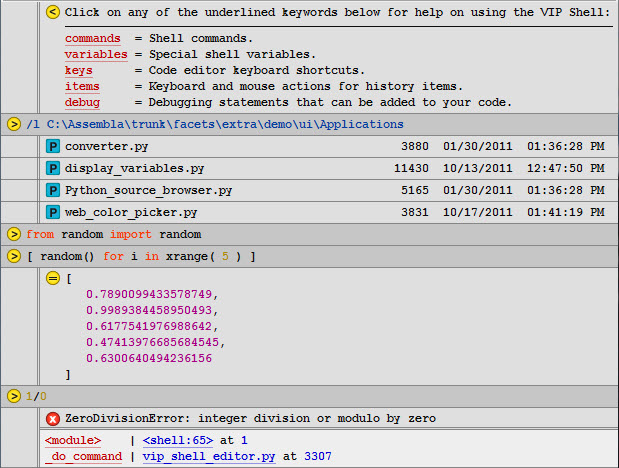 < Click on any of the underlined keywords below for help on using the VIP Shell:
commands = Shell commands.
variables = Special shell variables.
keys = Code editor keyboard shortcuts.
items = Keyboard and mouse actions for history items.
debug = Debugging statements that can be added to your code.
> /l C:\Assembla\trunk\facets\extra\demo\ui\Applications
P converter.py 3880 01/30/2011 01:36:28 PM
P display_variables.py 11430 10/13/2011 12:47:50 PM
P Python_source_browser.py 5165 01/30/2011 01:36:28 PM
P web_color_picker.py 3831 10/17/2011 01:41:19 PM
> from random import random
> [ random() for i in xrange( 5 ) ]
= [
0.7890099433578749,
0.9989384458950493,
0.6177541976988642,
0.47413976685684545,
0.6300640494236156
]
> 1/0
x ZeroDivisionError: integer division or modulo by zero
<module> | <shell:65> at 1
_do_command | vip_shell_editor.py at 3307